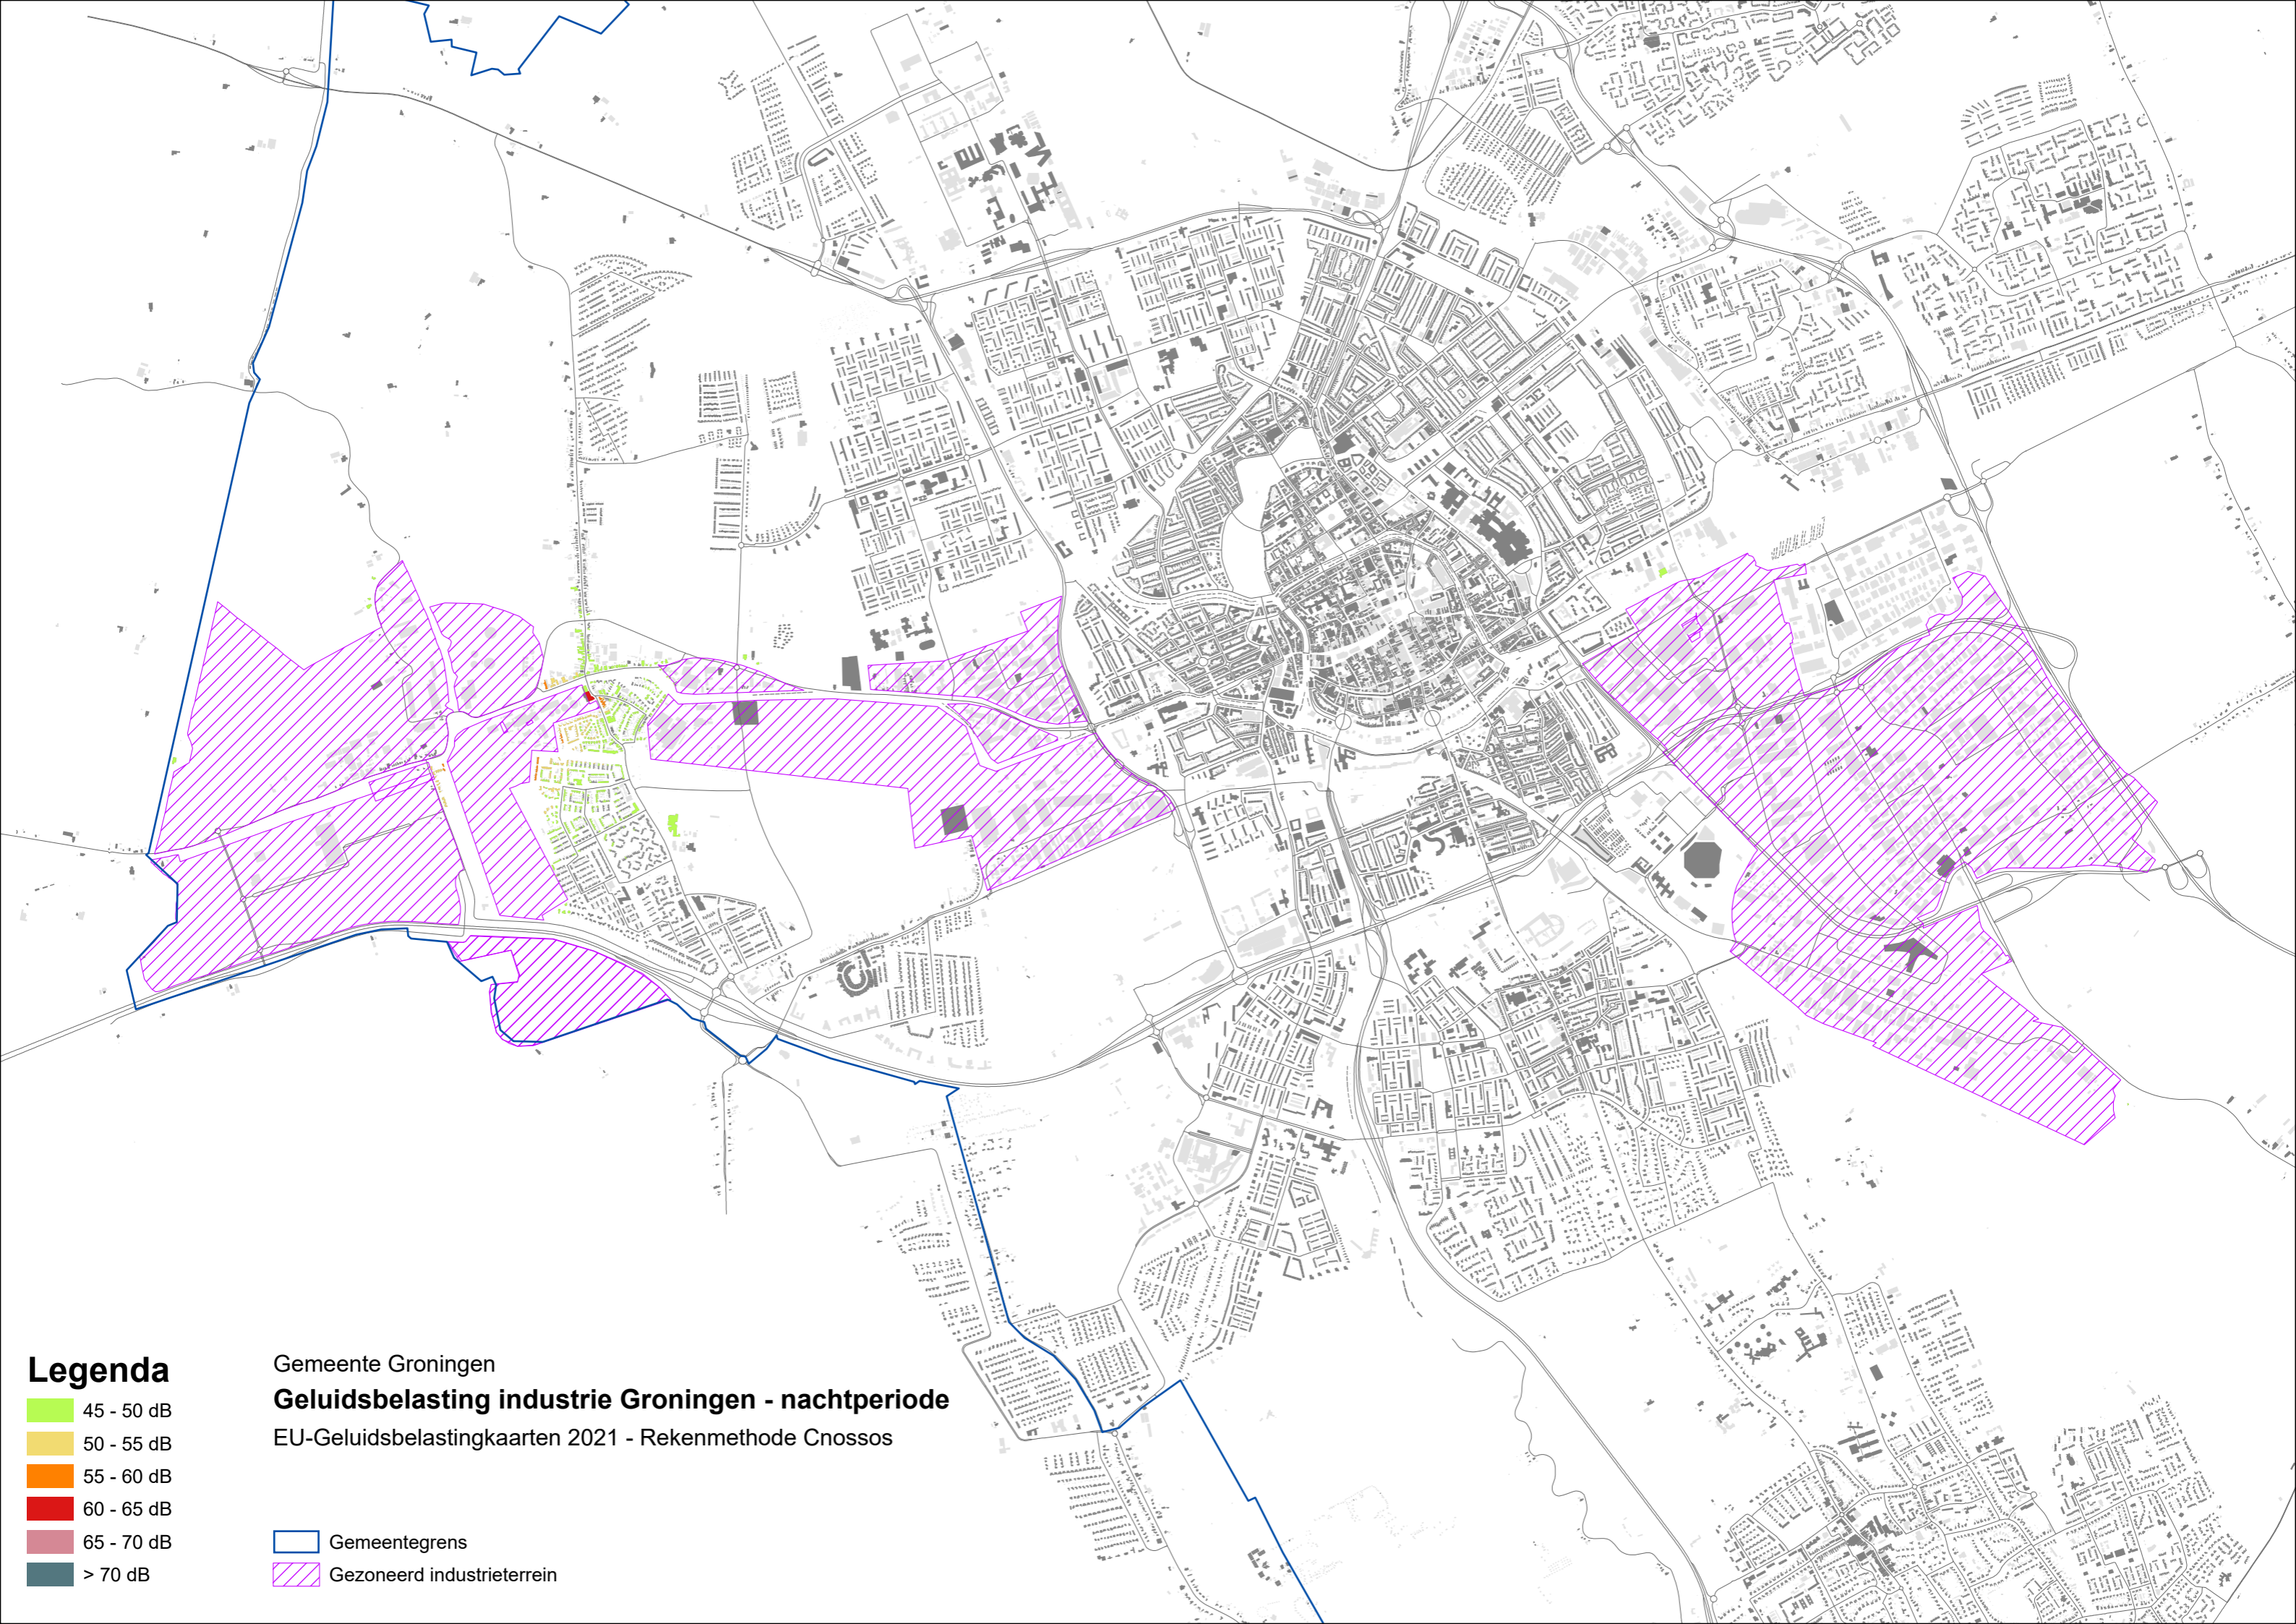 Legenda
45 - 50 dB
50 - 55 dB
55 - 60 dB
60 - 65 dB
65 - 70 dB
> 70 dB
Gemeente Groningen
Geluidsbelasting industrie Groningen - nachtperiode
EU-Geluidsbelastingkaarten 2021 - Rekenmethode Cnossos
Gemeentegrens
Gezoneerd industrieterrein